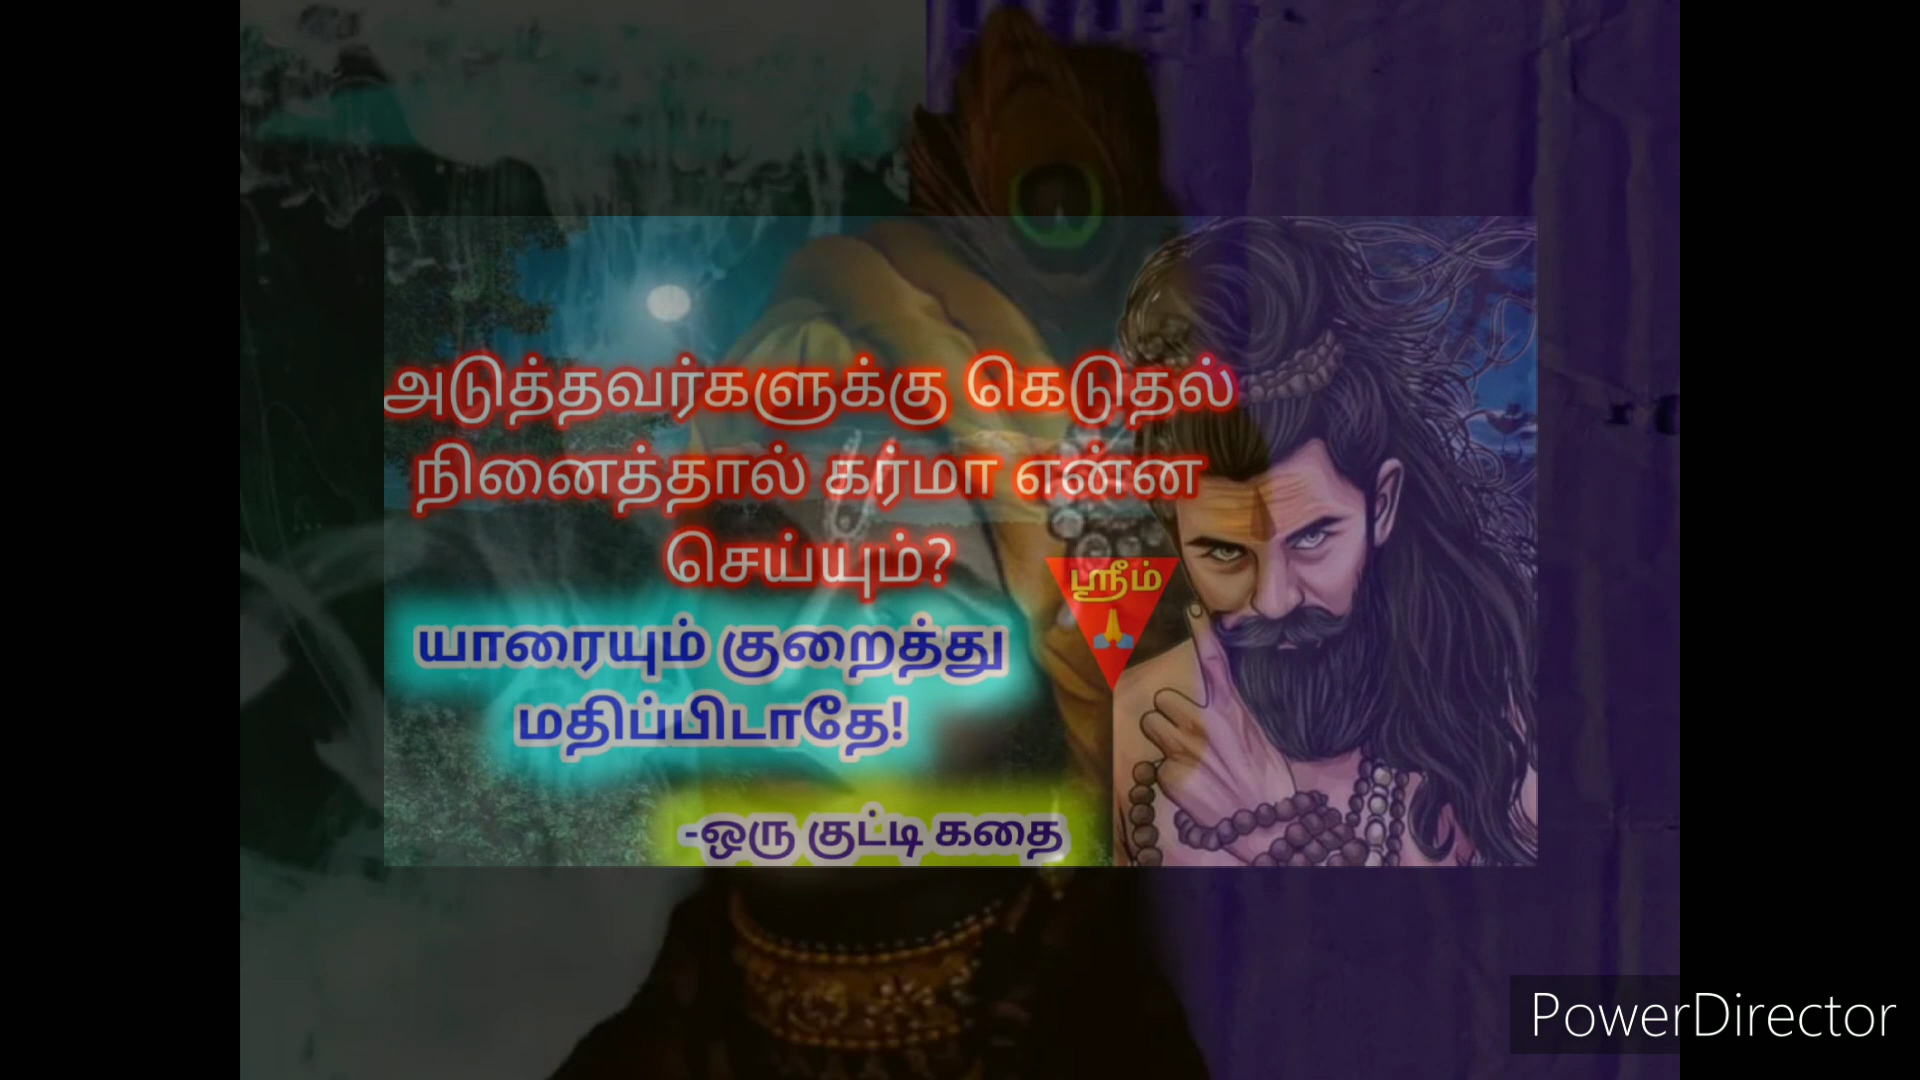 அடுத்தவர்களுக்கு கெடுதல்
நினைத்தால் கர்மா என்ன
செய்யும்?
ஸ்ரீம்
யாரையும் குறைத்து
மதிப்பிடாதே!
-ஒரு குட்டி கதை
PowerDirector